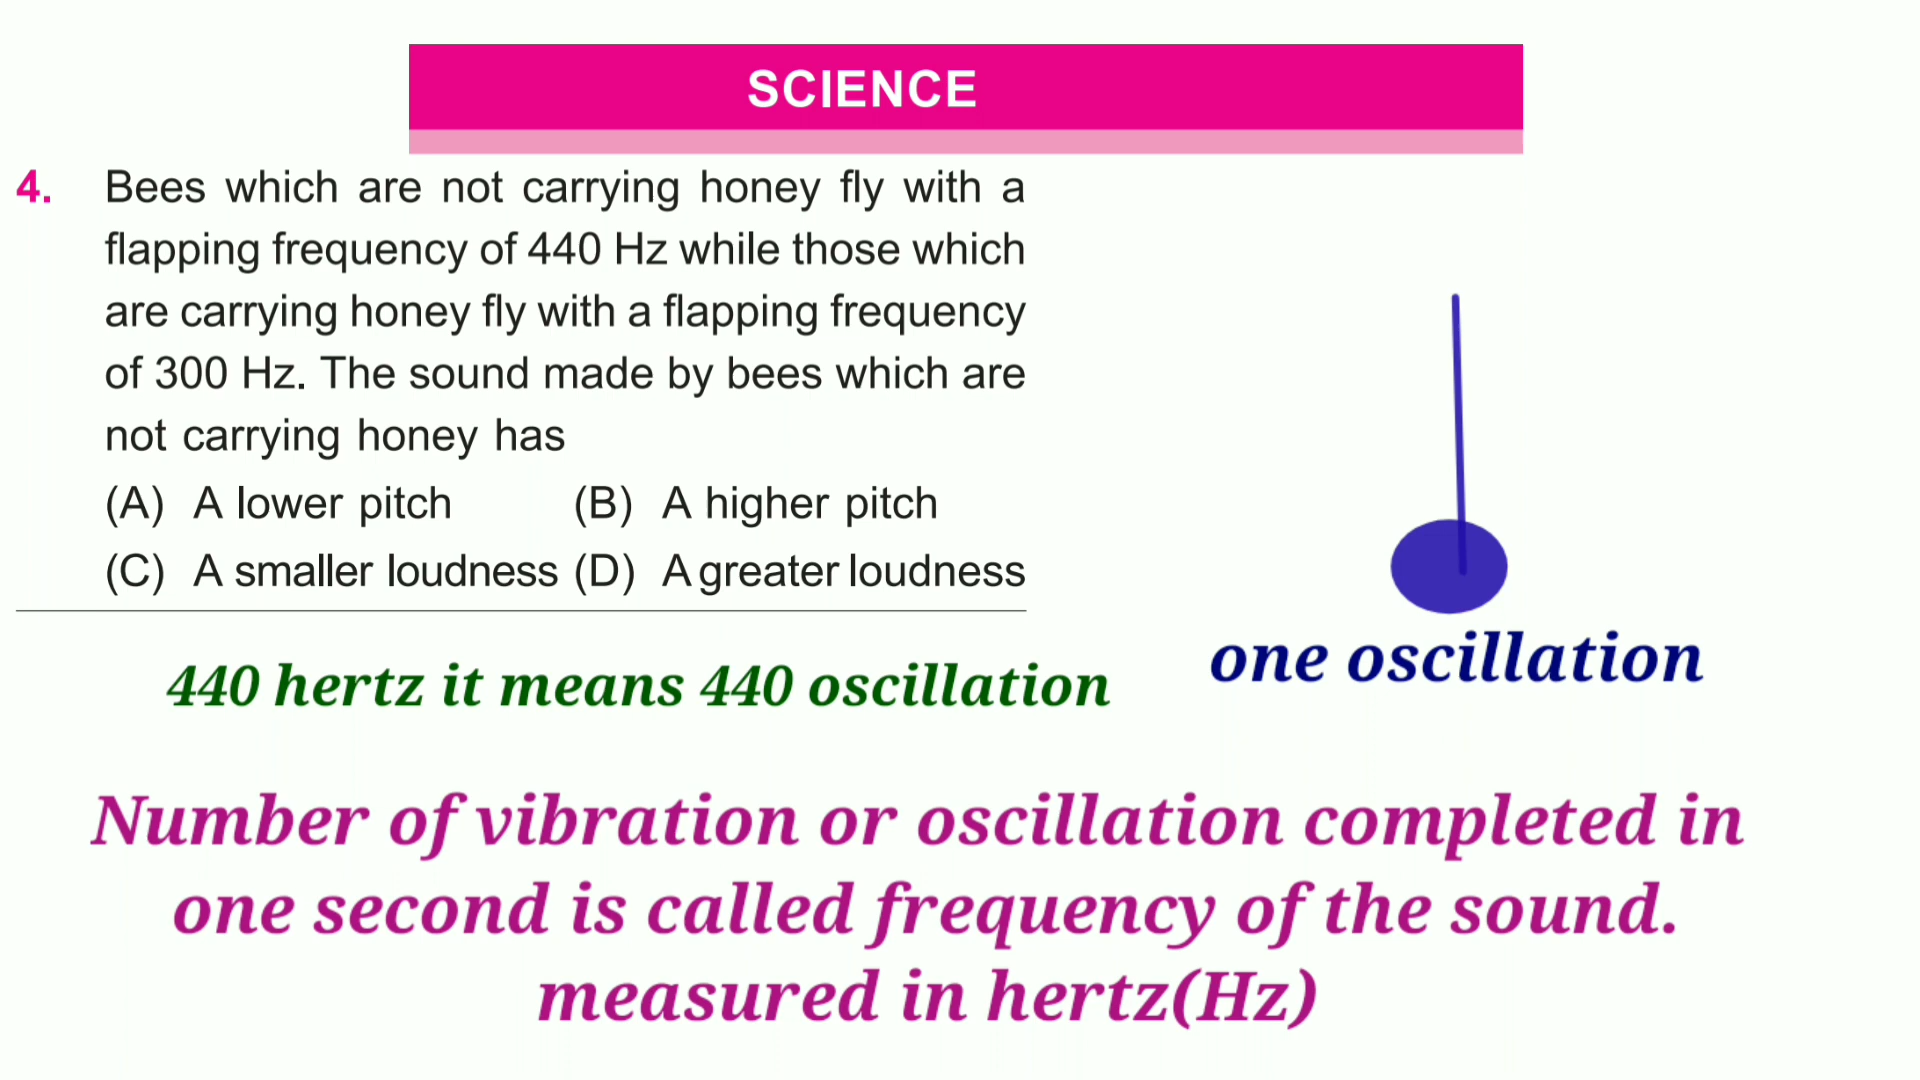 SCIENCE
4. Bees which are not carrying honey fly with a
flapping frequency of 440 Hz while those which
are carrying honey fly with a flapping frequency
of 300 Hz. The sound made by bees which are
not carrying honey has
(A) A lower pitch (B) A higher pitch
(C) A smaller loudness (D) A greater loudness
440 hertz it means 440 oscillation
one oscillation
Number of vibration or oscillation completed in
one second is called frequency of the sound.
measured in hertz(Hz)